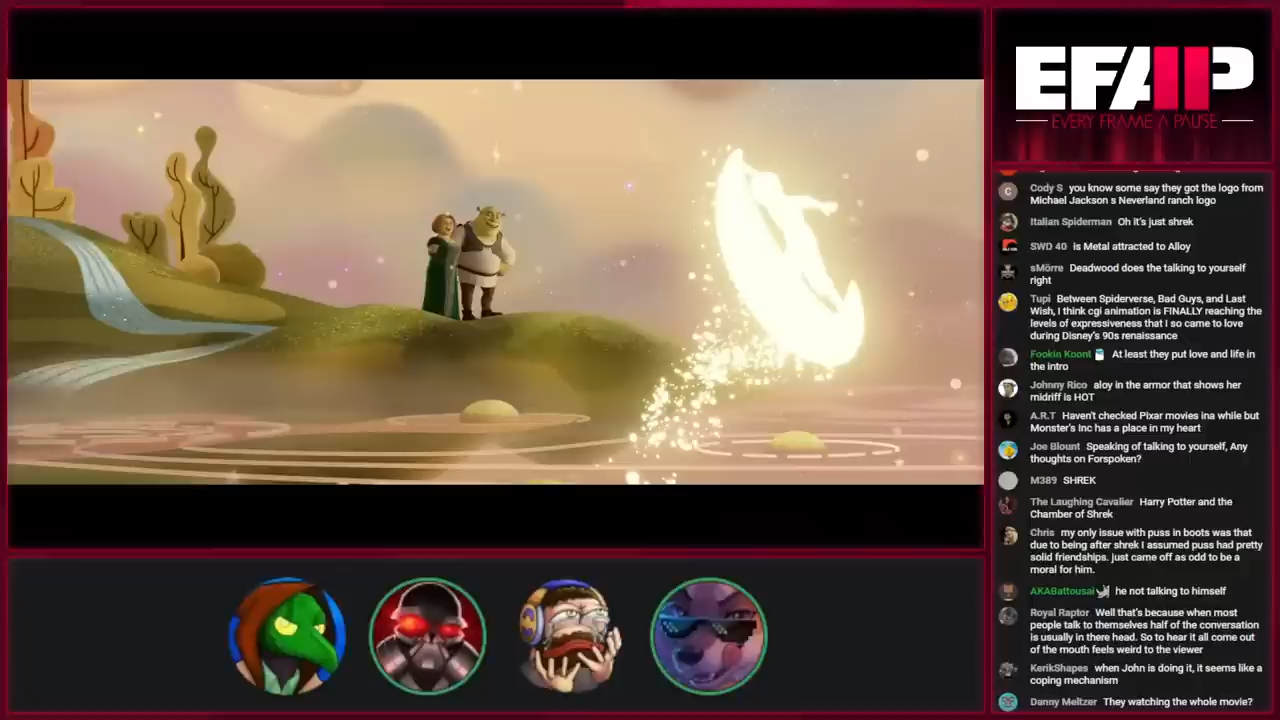 EFAP
EVERY FRAME A PAUSE
Cody S you know some say they got the logo from
Michael Jackson s Neverland ranch logo
Italian Spiderman Oh it's just shrek
SWD 40 is Metal attracted to Alloy
sMörre Deadwood does the talking to yourself
right
Tupi Between Spiderverse, Bad Guys, and Last
Wish, I think cgi animation is FINALLY reaching the
levels of expressiveness that I so came to love
during Disney's 90s renaissance
Fookin Koont At least they put love and life in
the intro
Johnny Rico aloy in the armor that shows her
midriff is HOT
A.R.T Haven't checked Pixar movies ina while but
Monster's Inc has a place in my heart
Joe Blount Speaking of talking to yourself, Any
thoughts on Forspoken?
M389 SHREK
The Laughing Cavalier Harry Potter and the
Chamber of Shrek
Chris my only issue with puss in boots was that
due to being after shrek I assumed puss had pretty
solid friendships. just came off as odd to be a
moral for him.
AKABattousai he not talking to himself
Royal Raptor Well that's because when most
people talk to themselves half of the conversation
is usually in there head. So to hear it all come out
of the mouth feels weird to the viewer
KerikShapes when John is doing it, it seems like a
coping mechanism
Danny Meltzer They watching the whole movie?